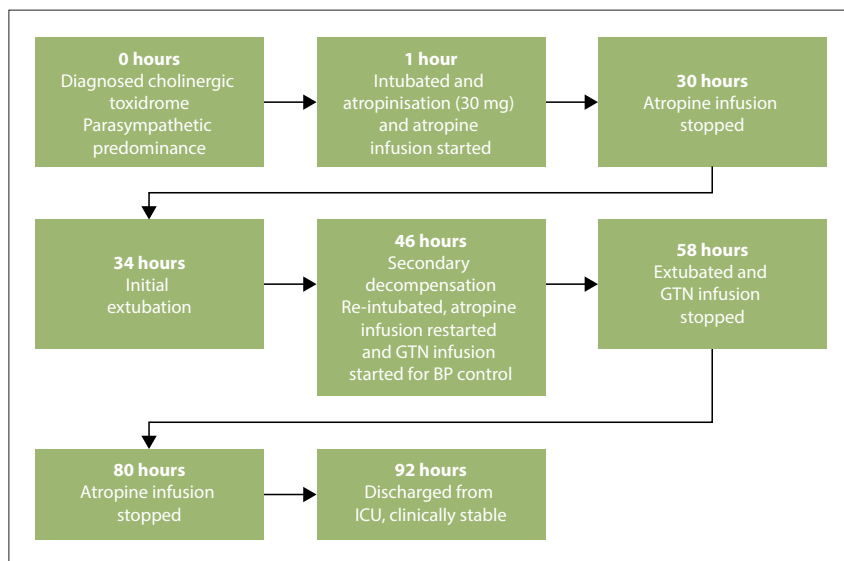 0 hours
Diagnosed cholinergic
toxidrome
Parasympathetic
predominance
1 hour
Intubated and
atropinisation (30 mg)
and atropine
infusion started
30 hours
Atropine infusion
stopped
34 hours
Initial
extubation
46 hours
Secondary
decompensation
Re-intubated, atropine
infusion restarted
and GTN infusion
started for BP control
58 hours
Extubated and
GTN infusion
stopped
80 hours
Atropine infusion
stopped
92 hours
Discharged from
ICU, clinically stable